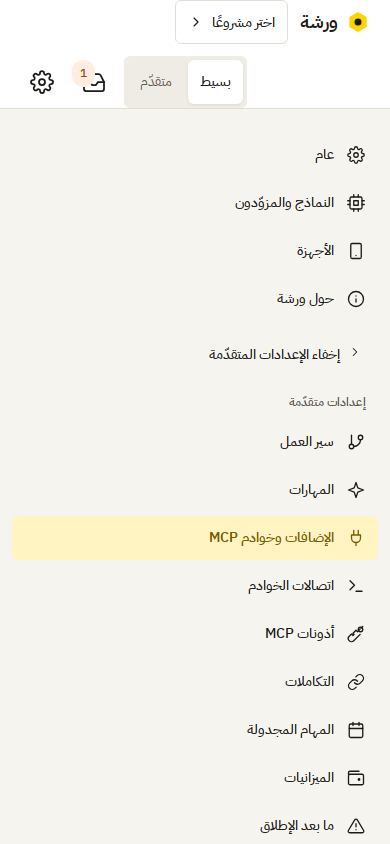 ورشة
اختر مشروعًا
بسيط
متقدّم
1
عام
النماذج والمزوّدون
الأجهزة
حول ورشة
إخفاء الإعدادات المتقدّمة
إعدادات متقدّمة
سير العمل
المهارات
الإضافات وخوادم MCP
اتصالات الخوادم
أذونات MCP
التكاملات
المهام المجدولة
الميزانيات
ما بعد الإطلاق